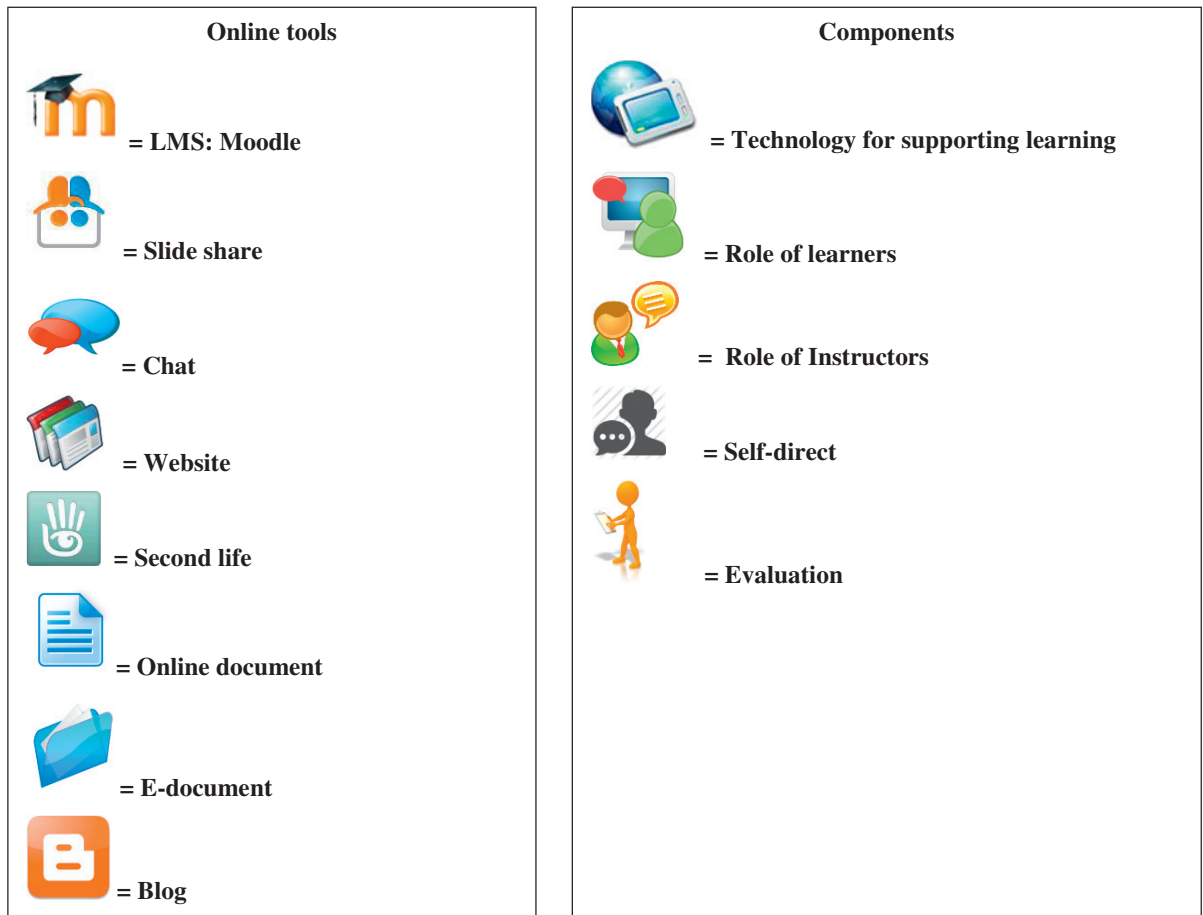 Online tools
= LMS: Moodle
= Slide share
= Chat
= Website
= Second life
= Online document
= E-document
= Blog
Components
= Technology for supporting learning
= Role of learners
= Role of Instructors
= Self-direct
= Evaluation